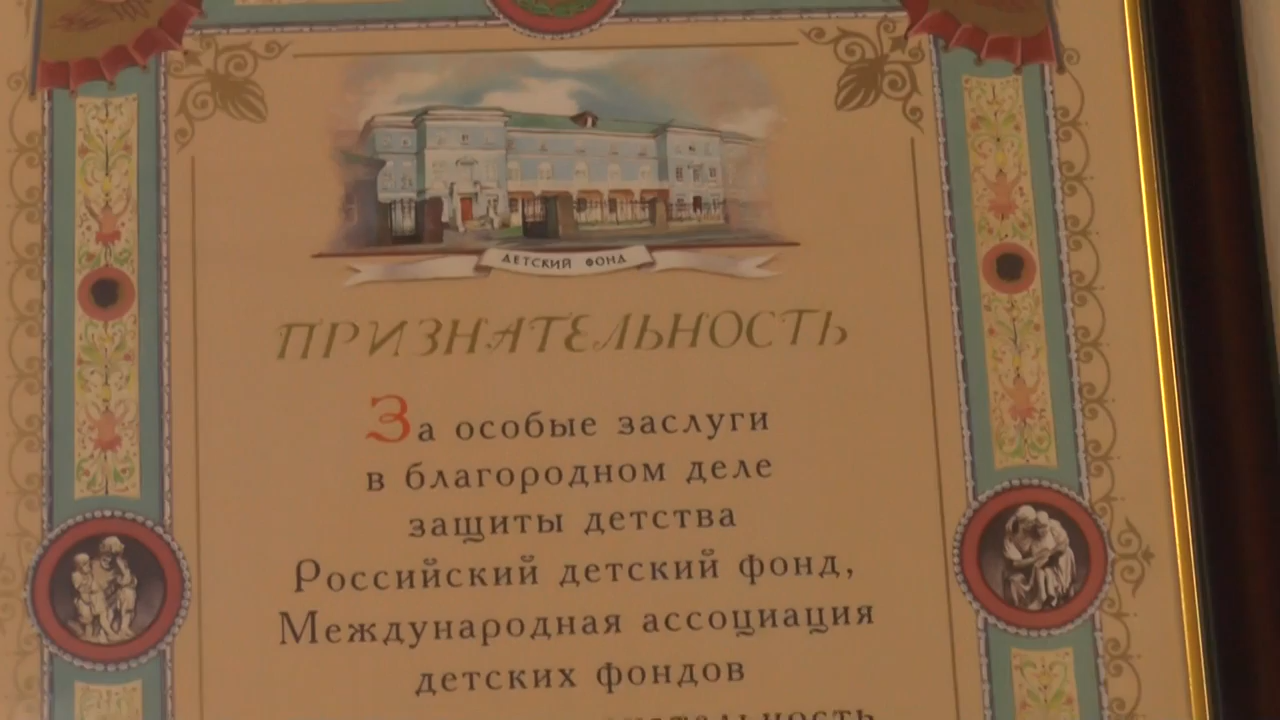 ДЕТСКИЙ ФОНД
ПРИЗНАТЕЛЬНОСТЬ
За особые заслуги
в благородном деле
защиты детства
Российский детский фонд,
Международная ассоциация
детских фондов